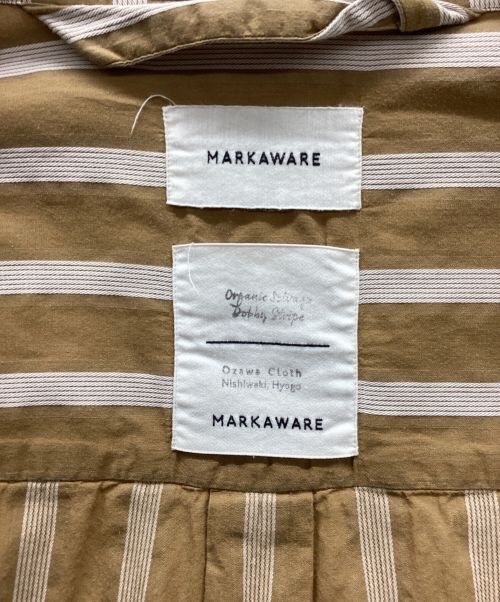 MARKAWARE
Organic Selvage
Dobby Stripe
Ozawa Cloth
Nishiwaki, Hyogo
MARKAWARE